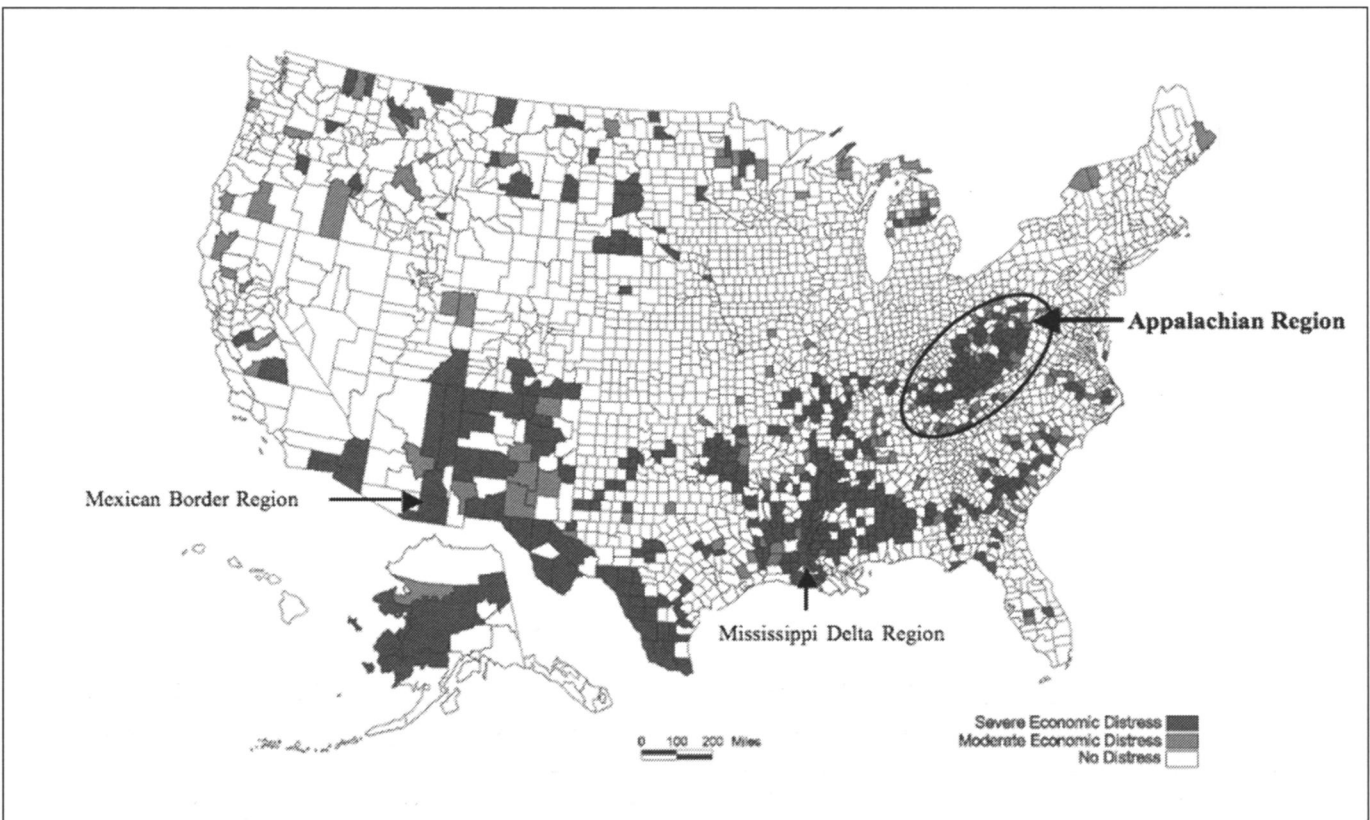 Appalachian Region
Mexican Border Region
Mississippi Delta Region
Severe Economic Distress
Moderate Economic Distress
No Distress
0 100 200 Miles